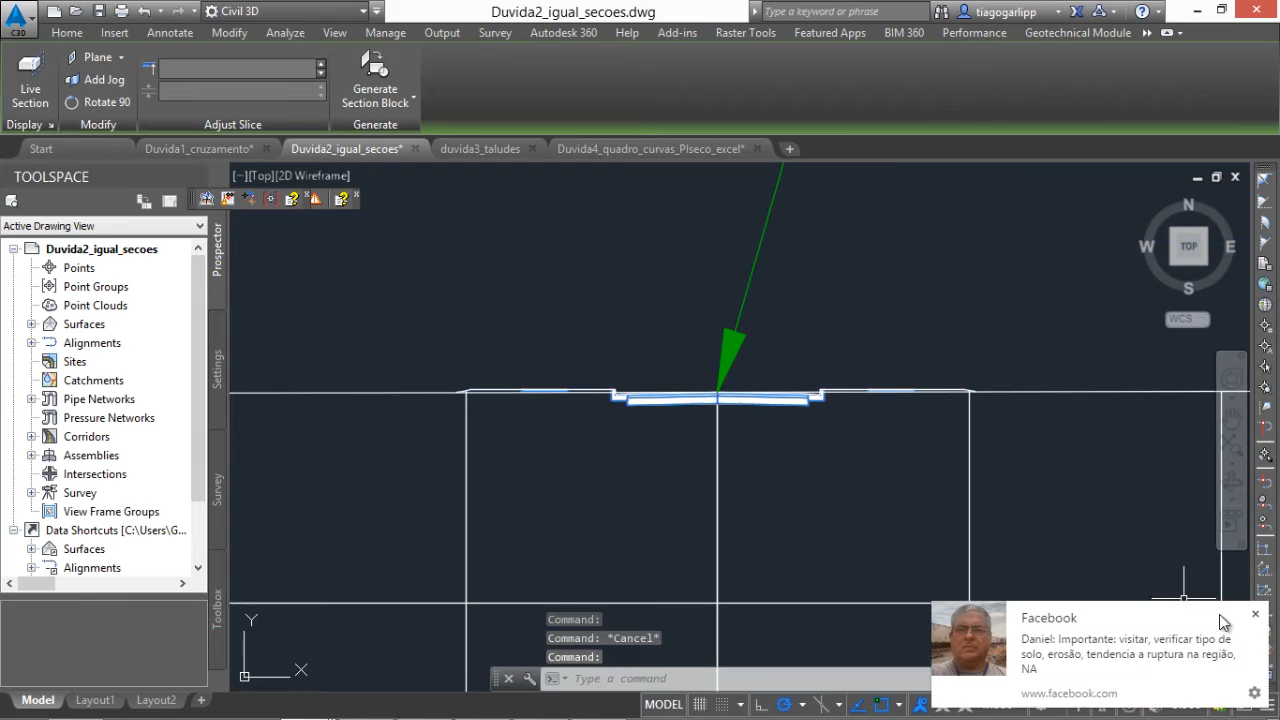 Civil 3D
Duvida2_igual_secoes.dwg
Type a keyword or phrase
tiagogarlipp
C3D
Home Insert Annotate Modify Analyze View Manage Output Survey Autodesk 360 Help Add-ins Raster Tools Featured Apps BIM 360 Performance Geotechnical Module
Live Section
Plane
Add Jog
Rotate 90
Generate Section Block
Display Modify Adjust Slice Generate
Start Duvida1_cruzamento* Duvida2_igual_secoes* duvida3_taludes Duvida4_quadro_curvas_PIseco_excel*
TOOLSPACE
[−][Top][2D Wireframe]
Active Drawing View
Duvida2_igual_secoes
Points
Point Groups
Point Clouds
Surfaces
Alignments
Sites
Catchments
Pipe Networks
Pressure Networks
Corridors
Assemblies
Intersections
Survey
View Frame Groups
Data Shortcuts [C:\Users\G...
Surfaces
Alignments
Prospector
Settings
Survey
Toolbox
N
W TOP E
S
WCS
Y
X
Command:
Command: *Cancel*
Command:
Type a command
Facebook
Daniel: Importante: visitar, verificar tipo de
solo, erosão, tendencia a ruptura na região,
NA
www.facebook.com
Model Layout1 Layout2
MODEL